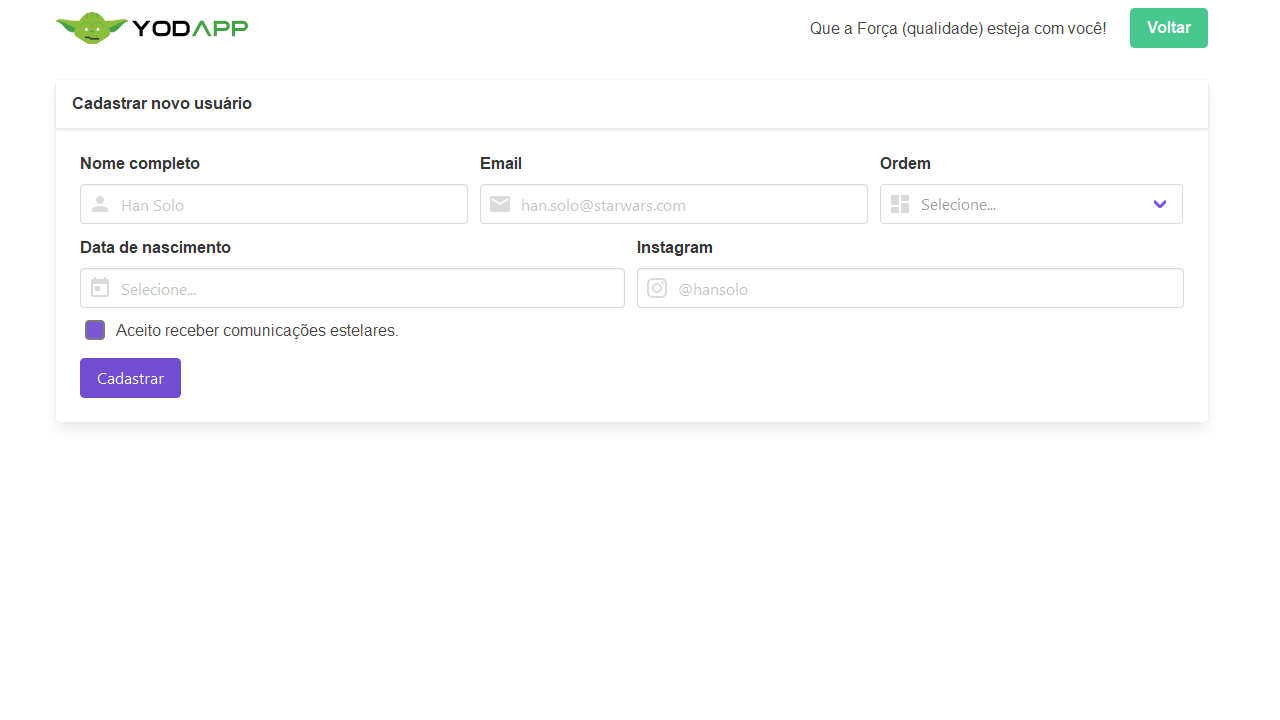 YODAPP
Que a Força (qualidade) esteja com você!
Voltar
Cadastrar novo usuário
Nome completo
Email
Ordem
Han Solo
han.solo@starwars.com
Selecione...
Data de nascimento
Instagram
Selecione...
@hansolo
Aceito receber comunicações estelares.
Cadastrar